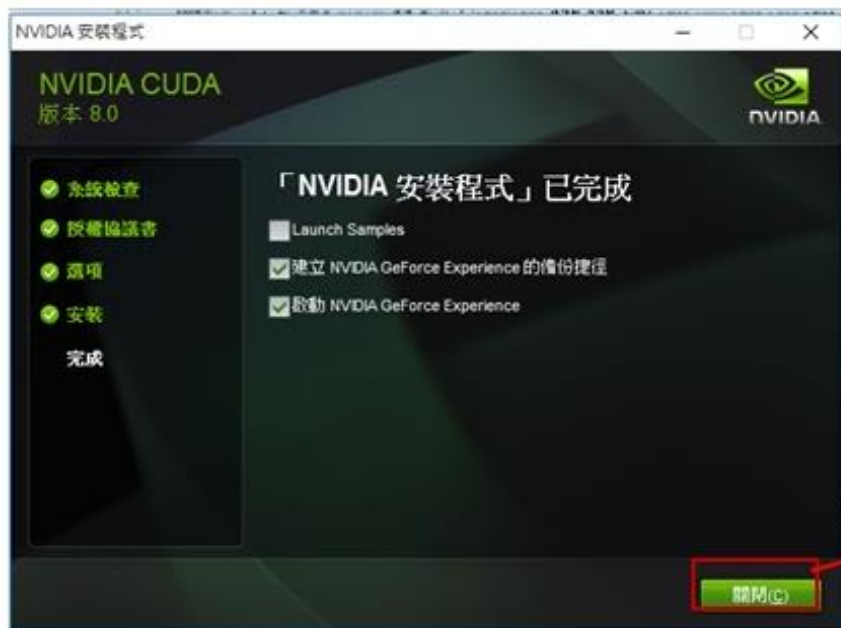 NVIDIA 安裝程式
NVIDIA CUDA
版本 8.0
NVIDIA
系統檢查
授權協議書
選項
安裝
完成
「NVIDIA 安裝程式」已完成
Launch Samples
建立 NVIDIA GeForce Experience 的備份捷徑
啟動 NVIDIA GeForce Experience
關閉(C)